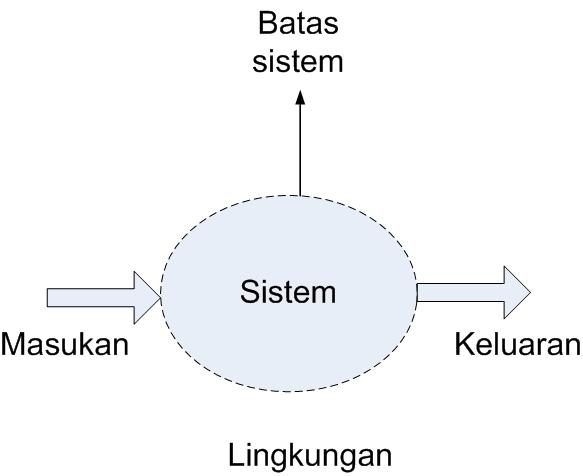 Batas
sistem
Sistem
Masukan
Keluaran
Lingkungan